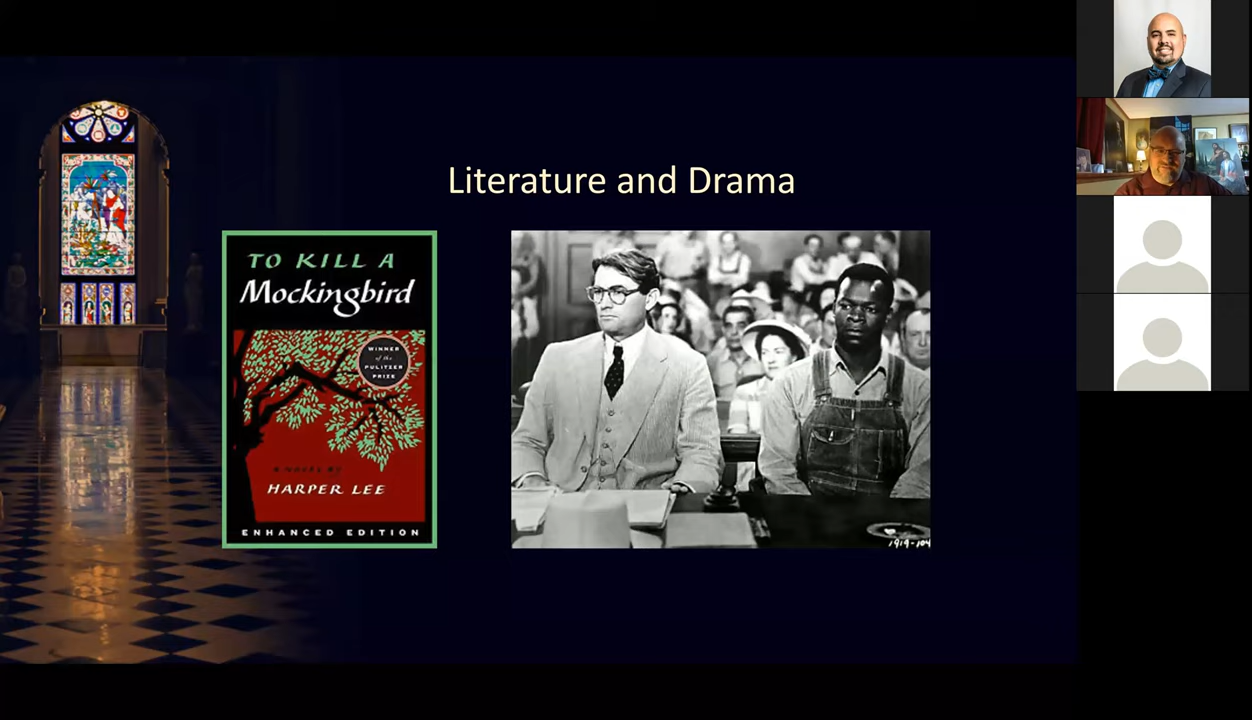 Literature and Drama
TO KILL A
Mockingbird
WINNER
of the
PULITZER
PRIZE
A NOVEL BY
HARPER LEE
ENHANCED EDITION
1919-104